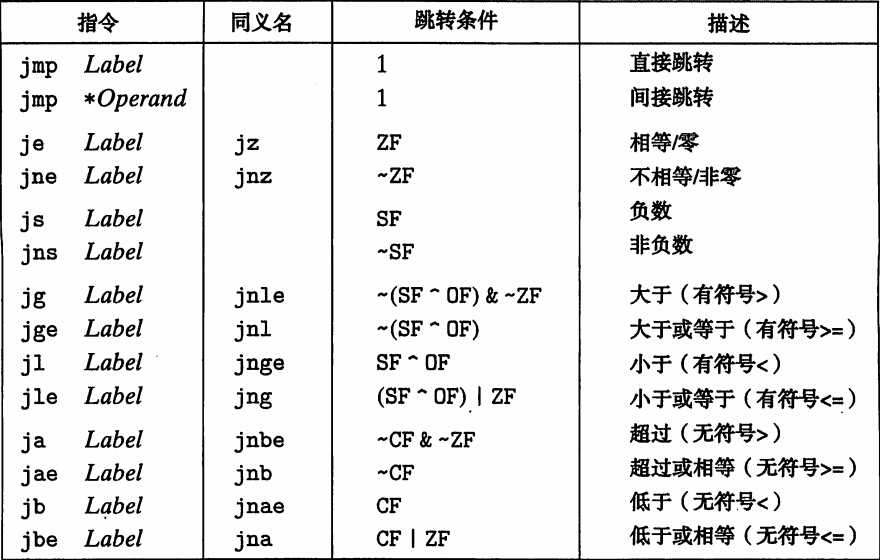 指令 同义名 跳转条件 描述
jmp Label 1 直接跳转
jmp *Operand 1 间接跳转
je Label jz ZF 相等/零
jne Label jnz ~ZF 不相等/非零
js Label SF 负数
jns Label ~SF 非负数
jg Label jnle ~(SF ^ OF) & ~ZF 大于（有符号>）
jge Label jnl ~(SF ^ OF) 大于或等于（有符号>=）
jl Label jnge SF ^ OF 小于（有符号<）
jle Label jng (SF ^ OF) | ZF 小于或等于（有符号<=）
ja Label jnbe ~CF & ~ZF 超过（无符号>）
jae Label jnb ~CF 超过或相等（无符号>=）
jb Label jnae CF 低于（无符号<）
jbe Label jna CF | ZF 低于或相等（无符号<=）